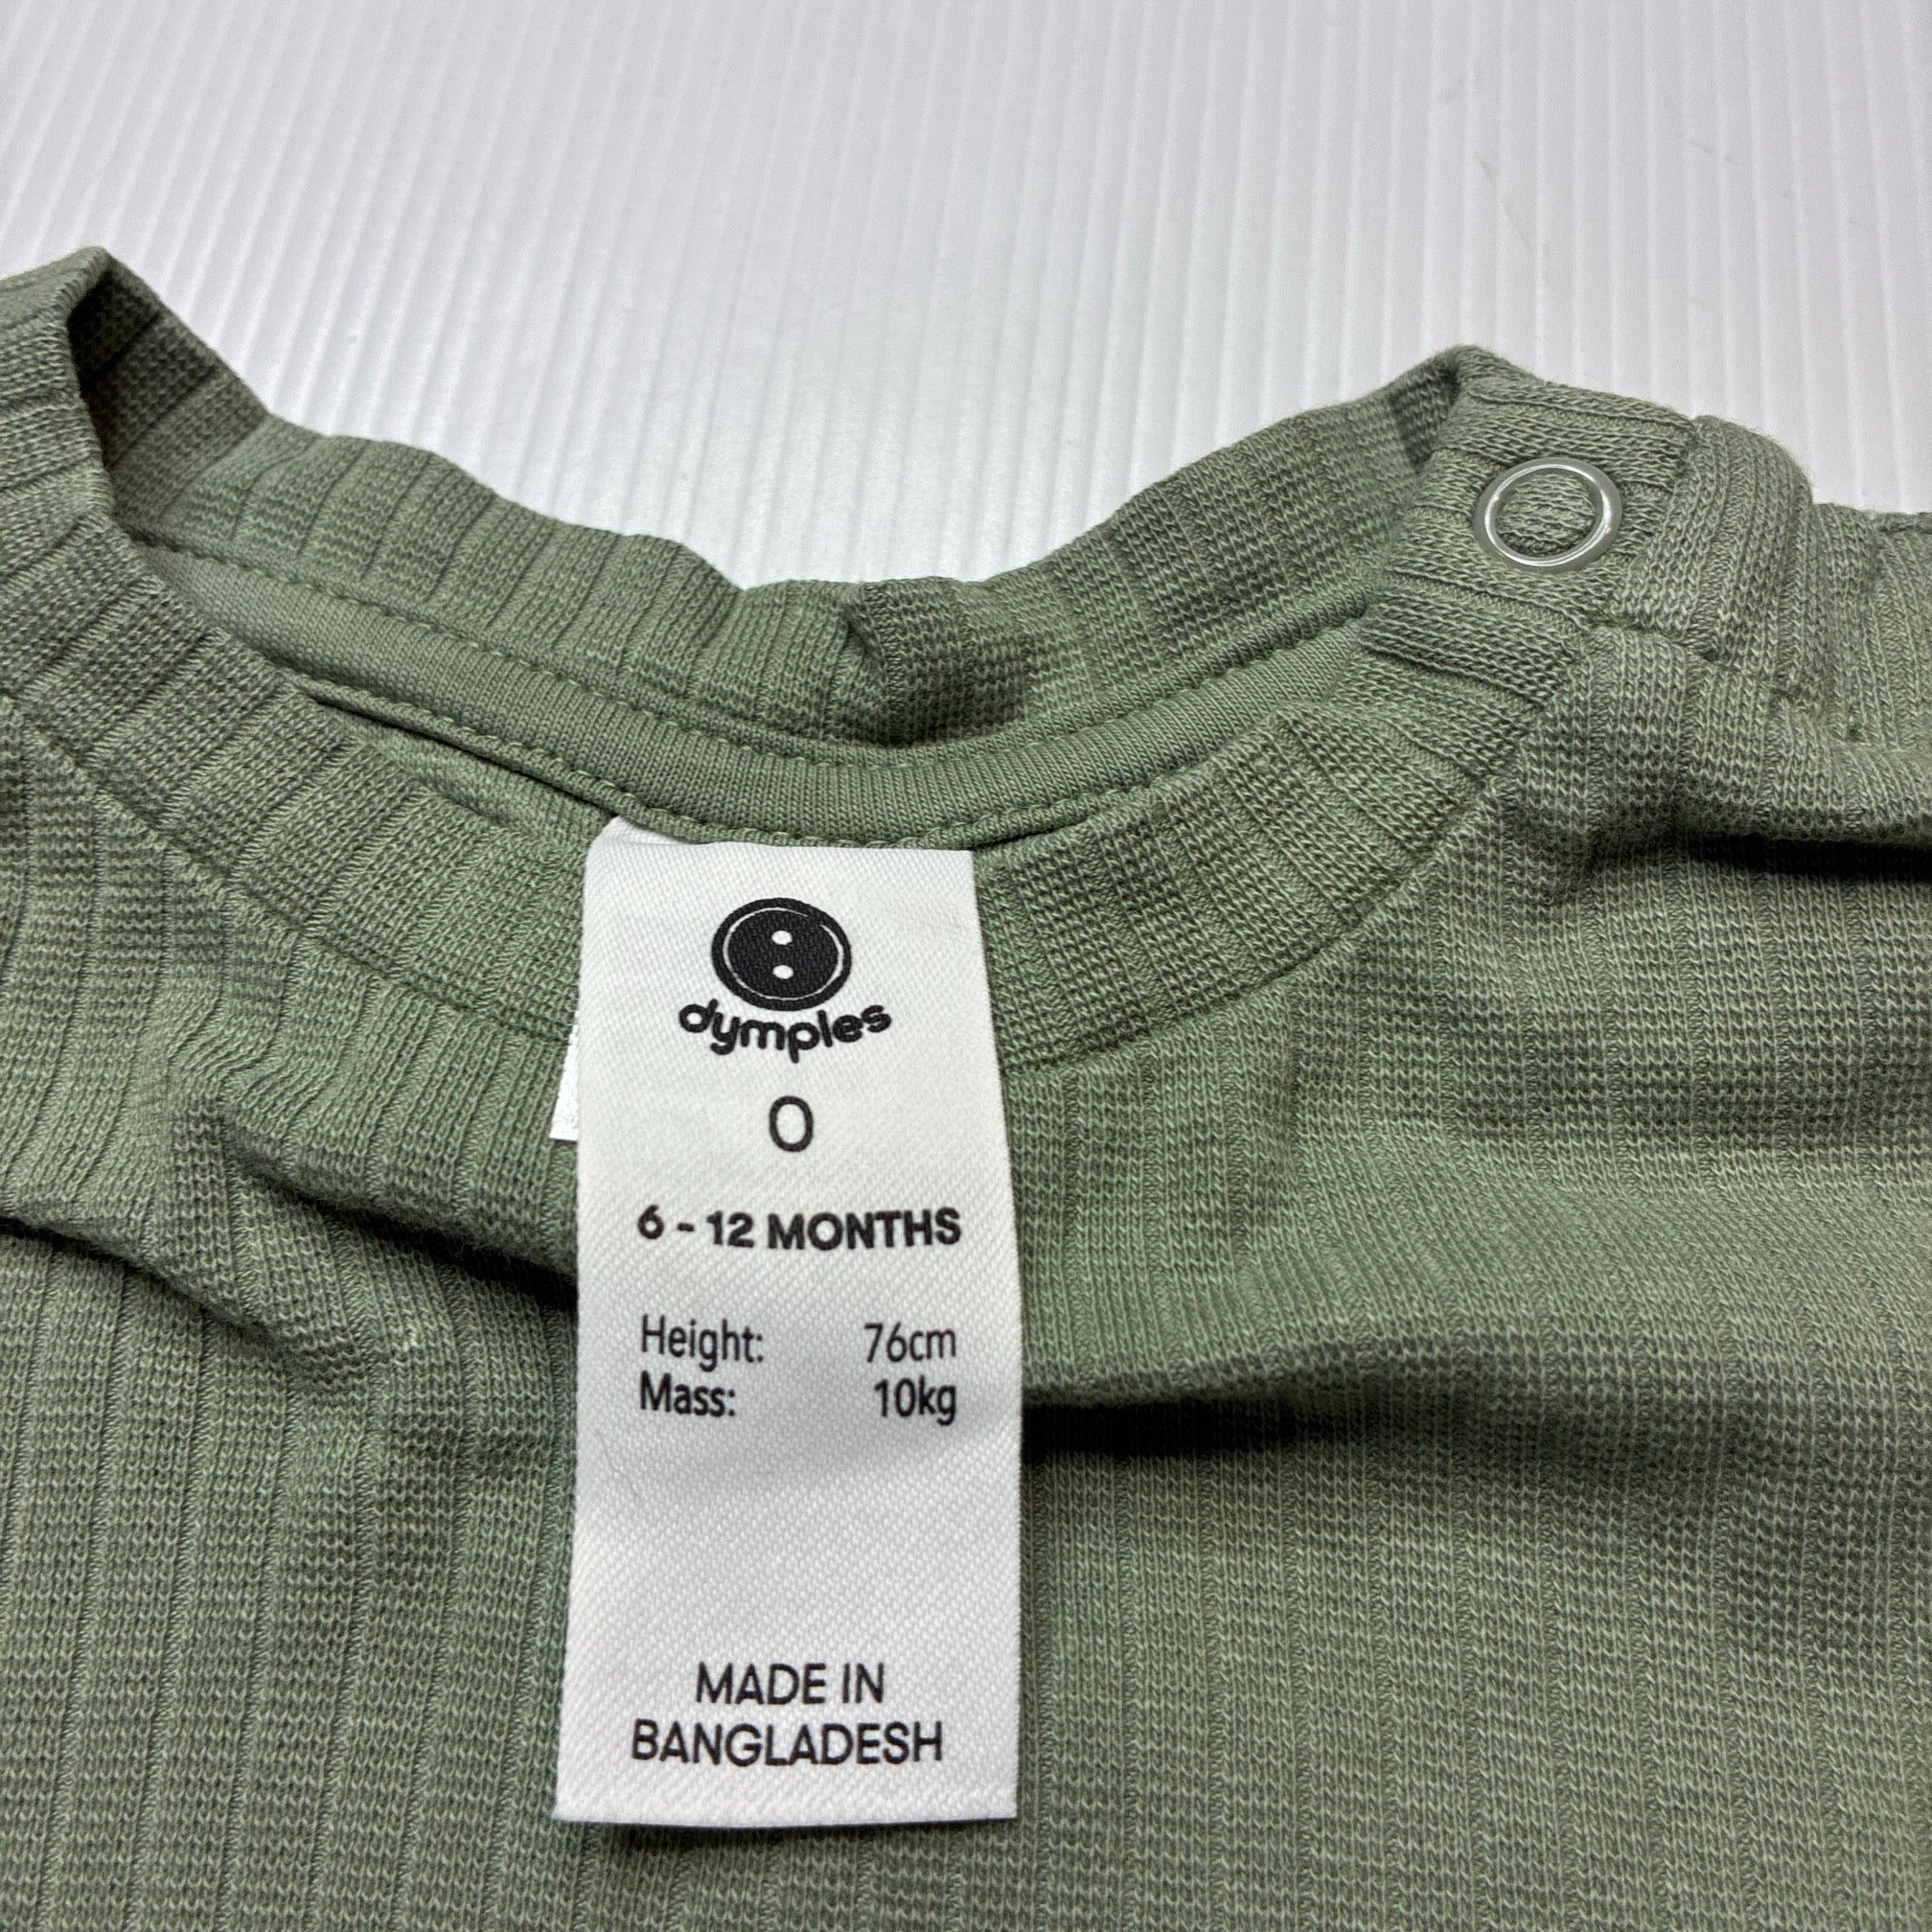 dymples
0
6 - 12 MONTHS
Height: 76cm
Mass: 10kg
MADE IN
BANGLADESH